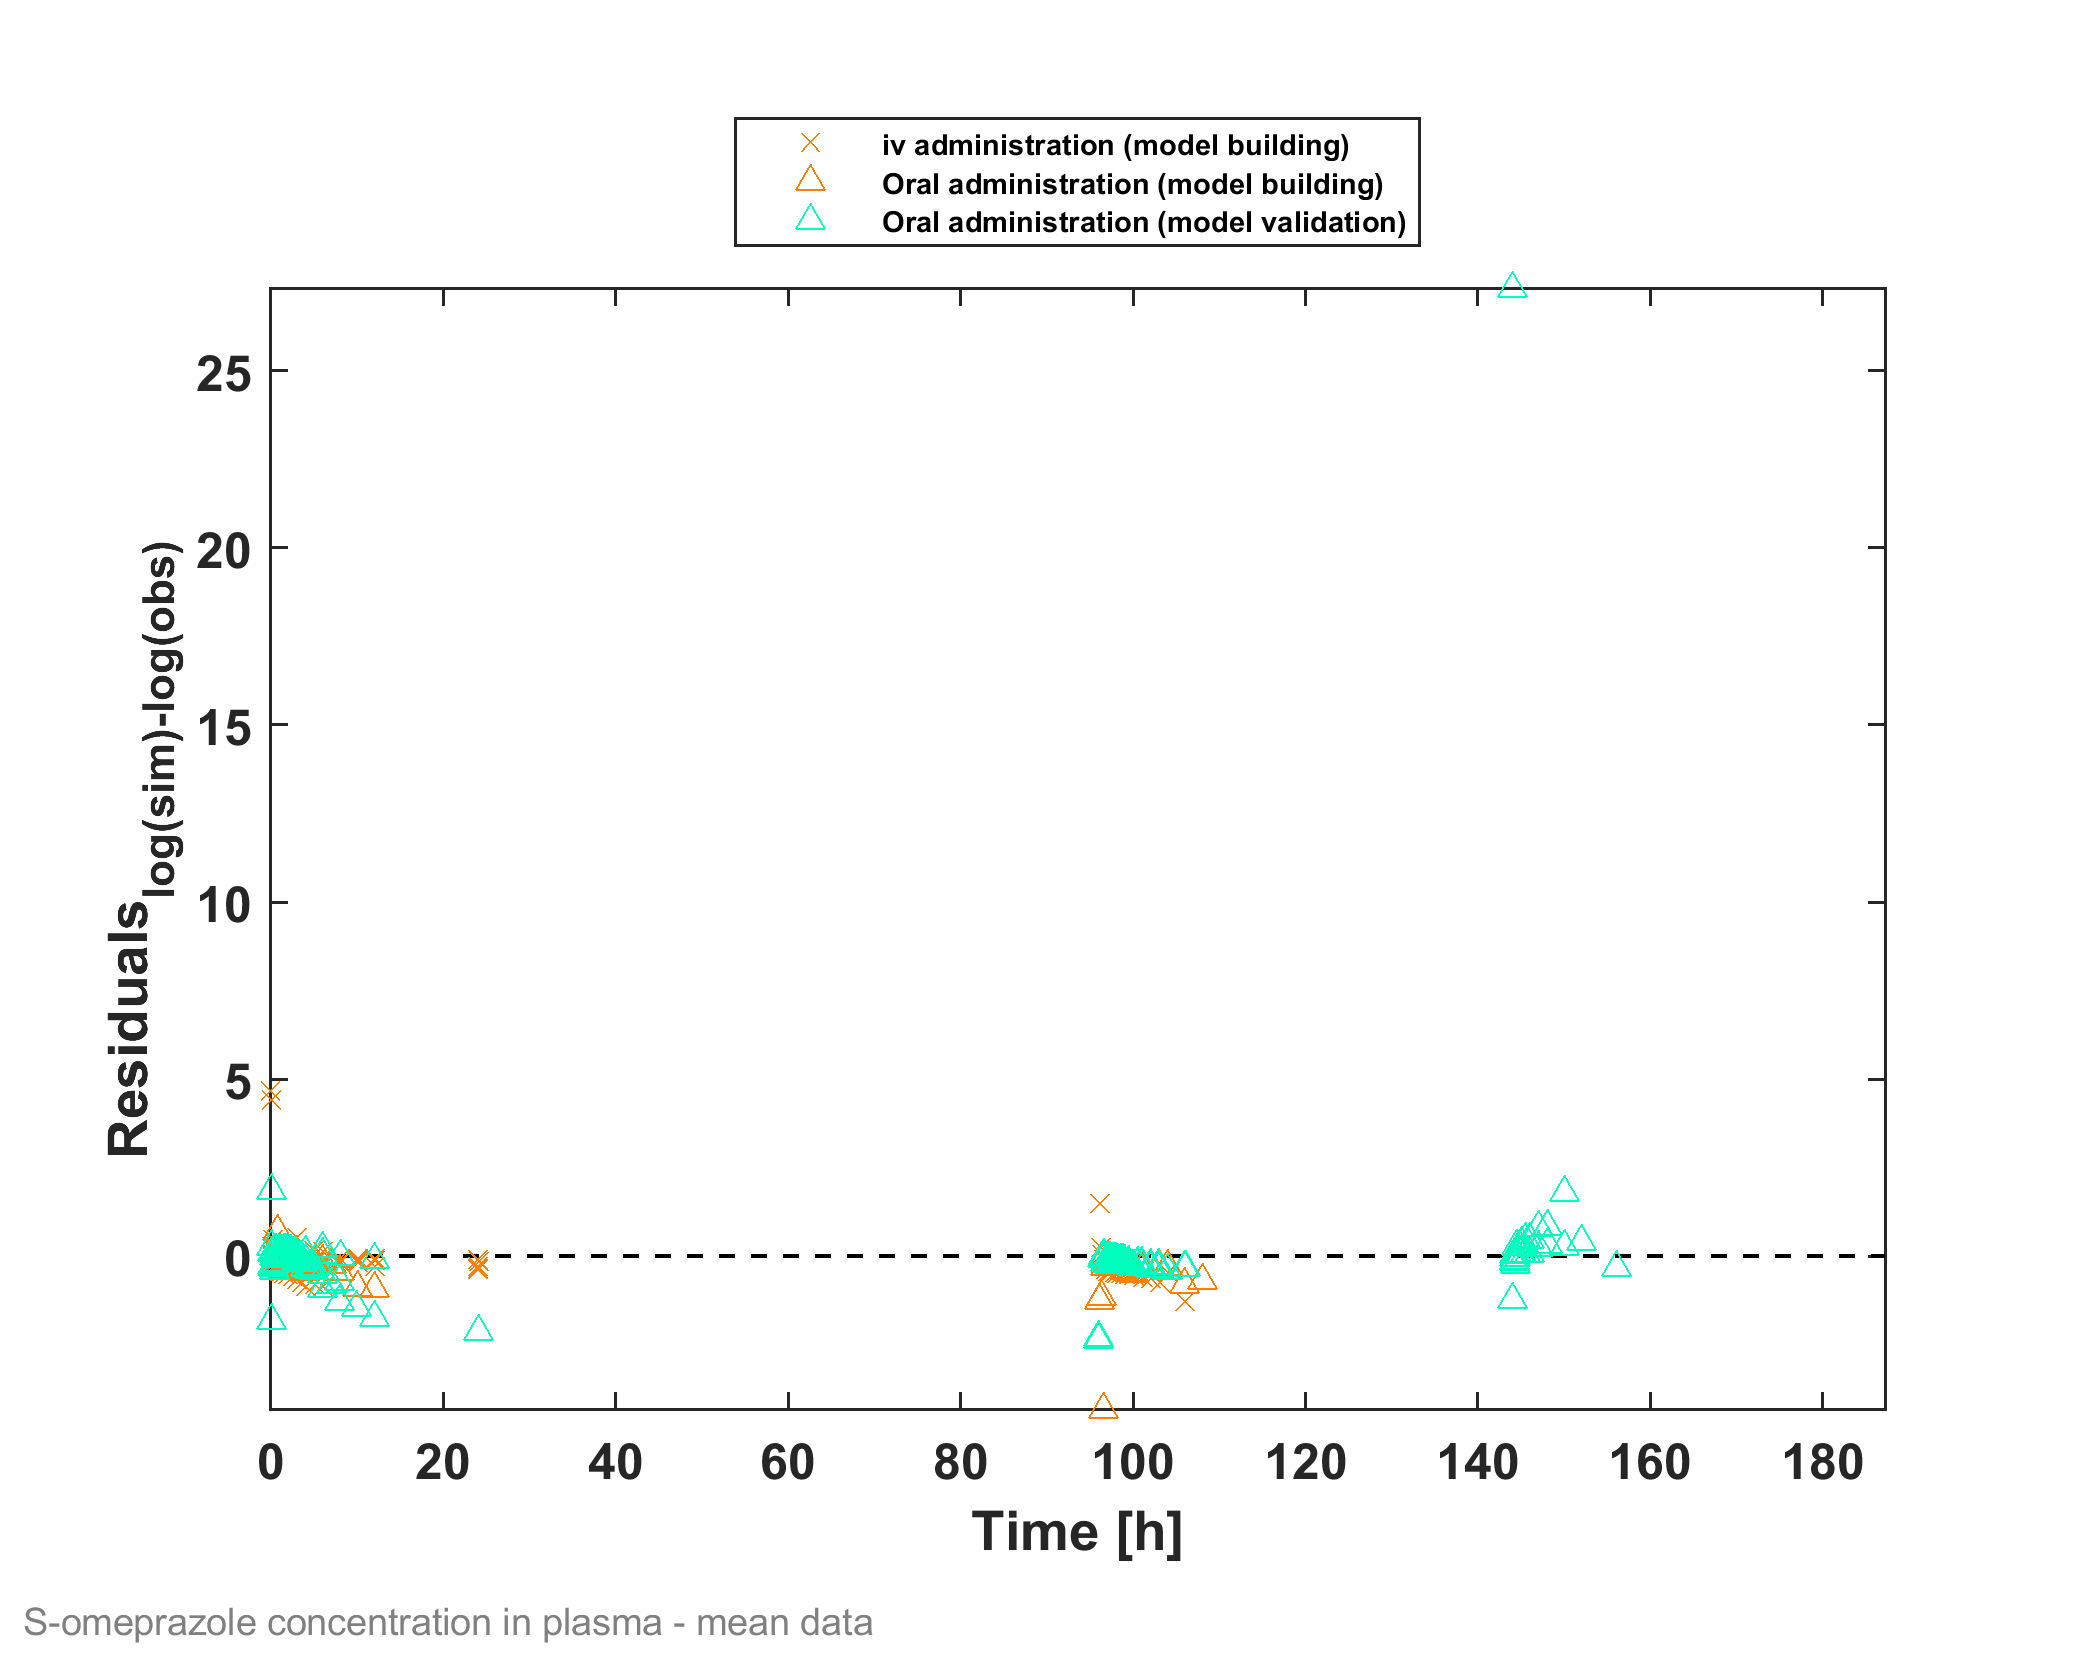 iv administration (model building)
Oral administration (model building)
Oral administration (model validation)
25
20
15
10
5
0
Residuals log(sim)-log(obs)
0 20 40 60 80 100 120 140 160 180
Time [h]
S-omeprazole concentration in plasma - mean data